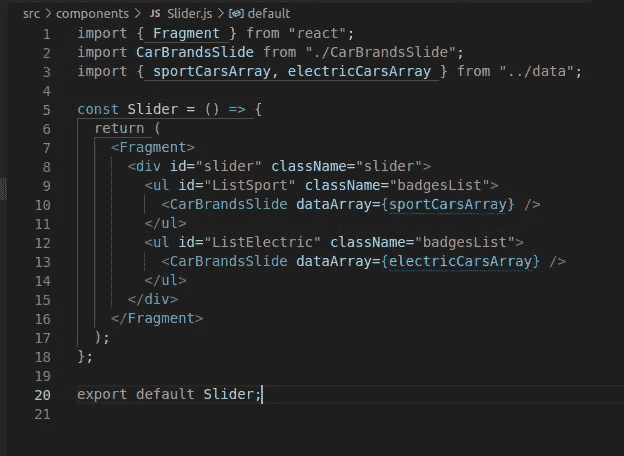 src > components > JS Slider.js > default
1 import { Fragment } from "react";
2 import CarBrandsSlide from "./CarBrandsSlide";
3 import { sportCarsArray, electricCarsArray } from "../data";
4
5 const Slider = () => {
6   return (
7     <Fragment>
8       <div id="slider" className="slider">
9         <ul id="ListSport" className="badgesList">
10           <CarBrandsSlide dataArray={sportCarsArray} />
11         </ul>
12         <ul id="ListElectric" className="badgesList">
13           <CarBrandsSlide dataArray={electricCarsArray} />
14         </ul>
15       </div>
16     </Fragment>
17   );
18 };
19
20 export default Slider;
21